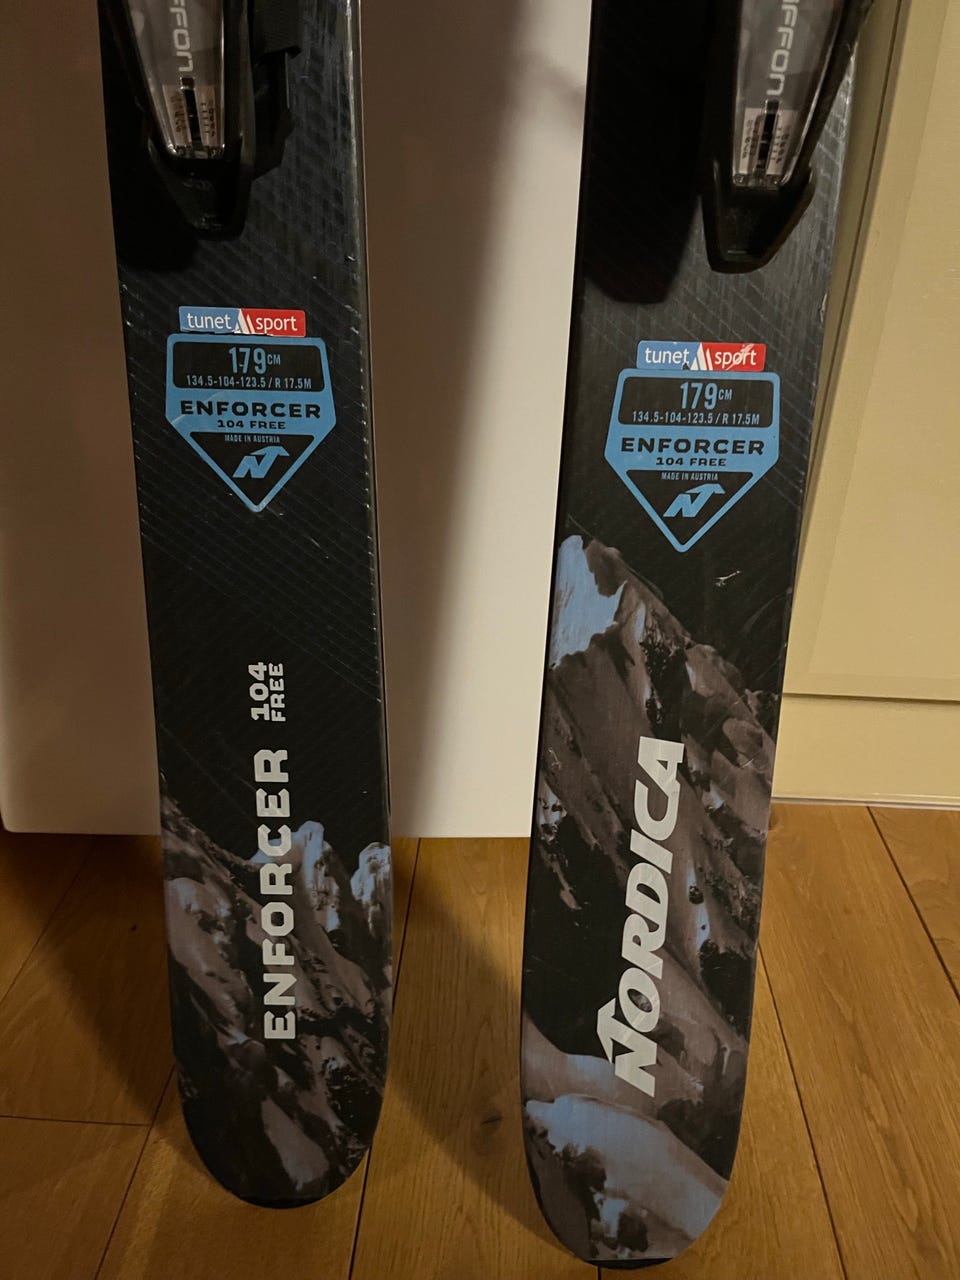 tunet sport
179CM
134.5-104-123.5 / R 17.5M
ENFORCER
104 FREE
MADE IN AUSTRIA
ENFORCER 104 FREE
tunet sport
179CM
134.5-104-123.5 / R 17.5M
ENFORCER
104 FREE
MADE IN AUSTRIA
NORDICA